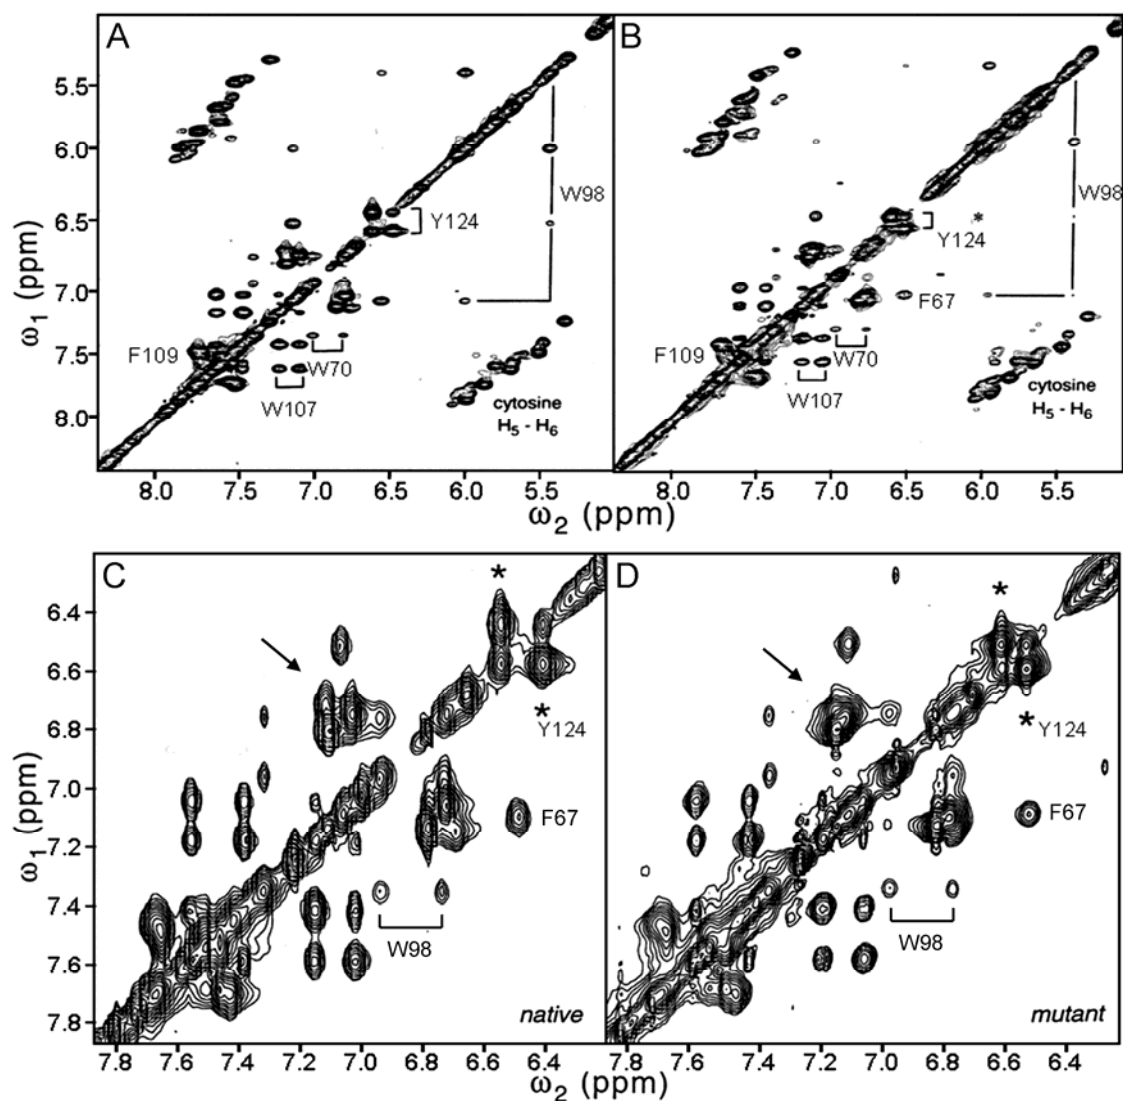 A
B
5.5
6.0
6.5
7.0
7.5
8.0
ω1 (ppm)
W98
Y124
F109
W70
W107
cytosine
H5 - H6
W98
*
Y124
F67
F109
W70
W107
cytosine
H5 - H6
8.0 7.5 7.0 6.5 6.0 5.5
8.0 7.5 7.0 6.5 6.0 5.5
ω2 (ppm)
C
D
6.4
6.6
6.8
7.0
7.2
7.4
7.6
7.8
ω1 (ppm)
*
*
Y124
F67
W98
native
*
*
Y124
F67
W98
mutant
7.8 7.6 7.4 7.2 7.0 6.8 6.6 6.4
7.8 7.6 7.4 7.2 7.0 6.8 6.6 6.4
ω2 (ppm)